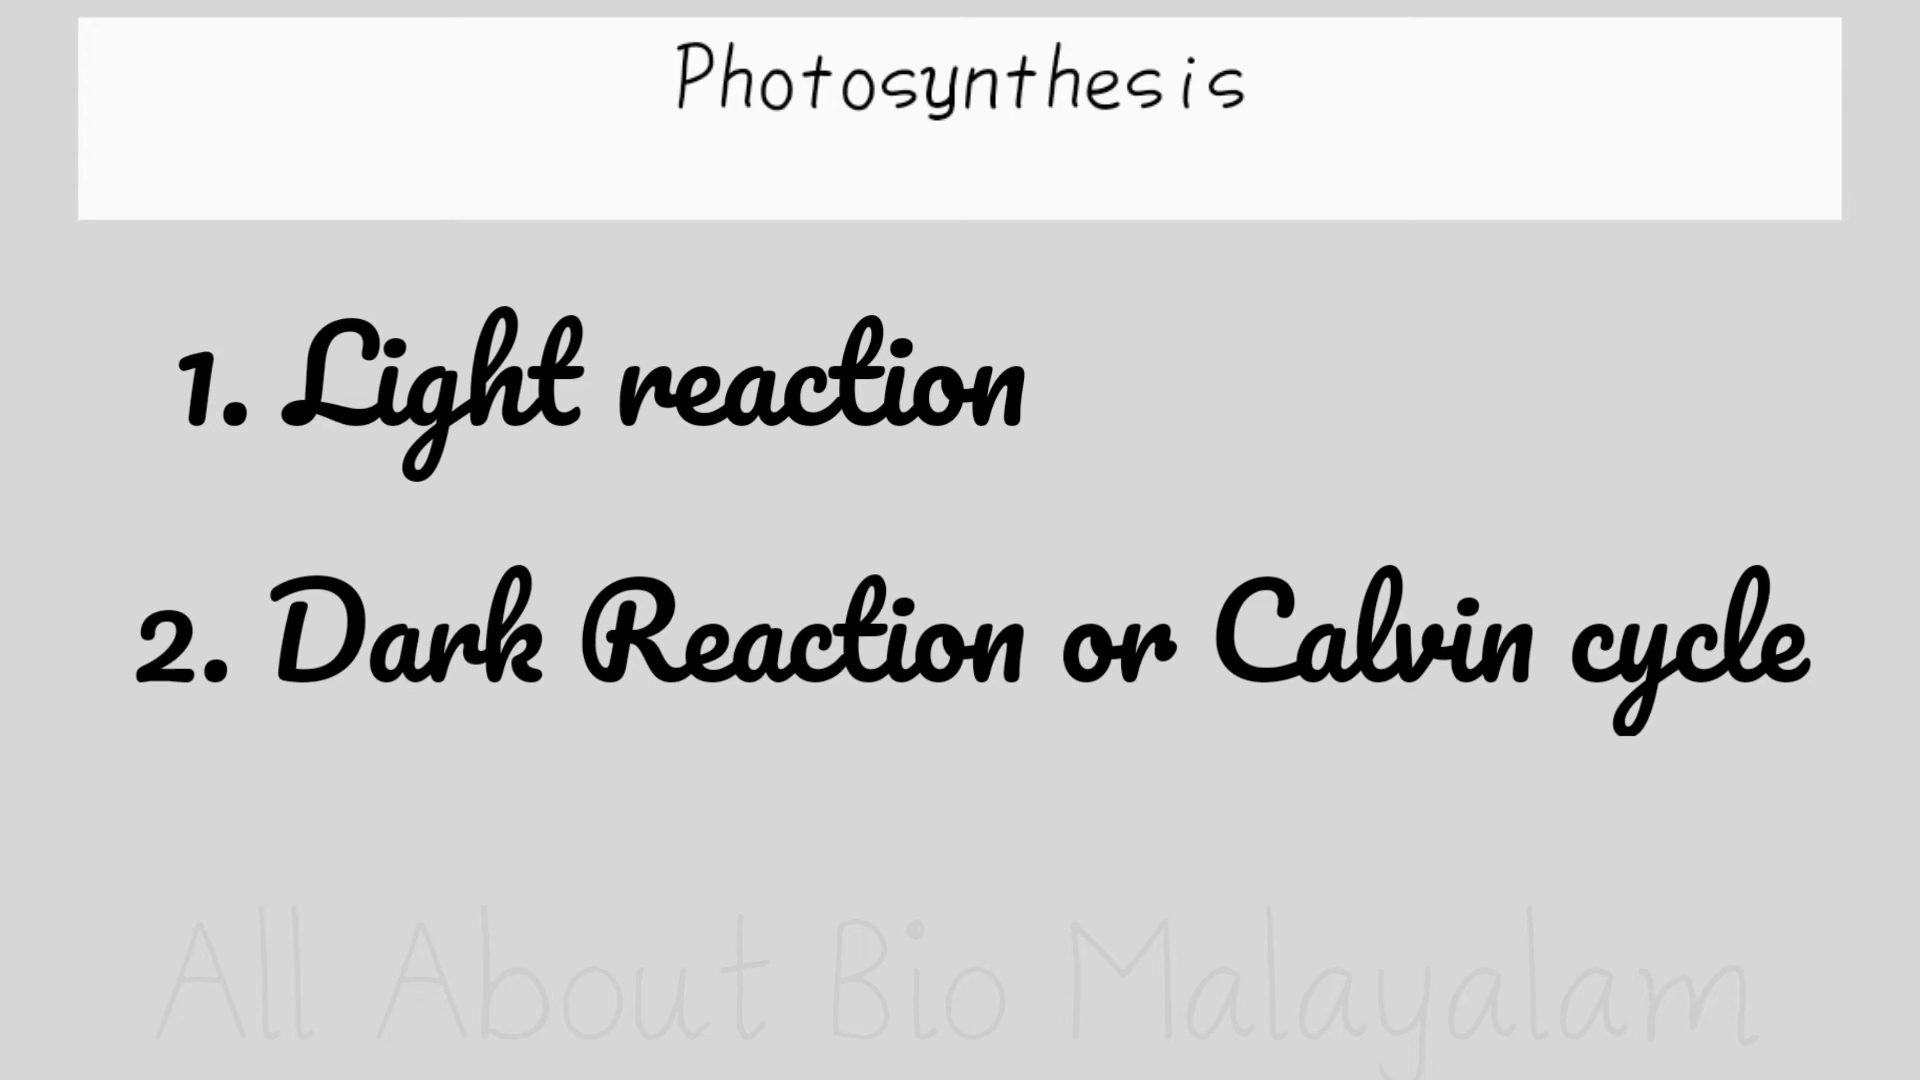 Photosynthesis
1. Light reaction
2. Dark Reaction or Calvin cycle
All About Bio Malayalam